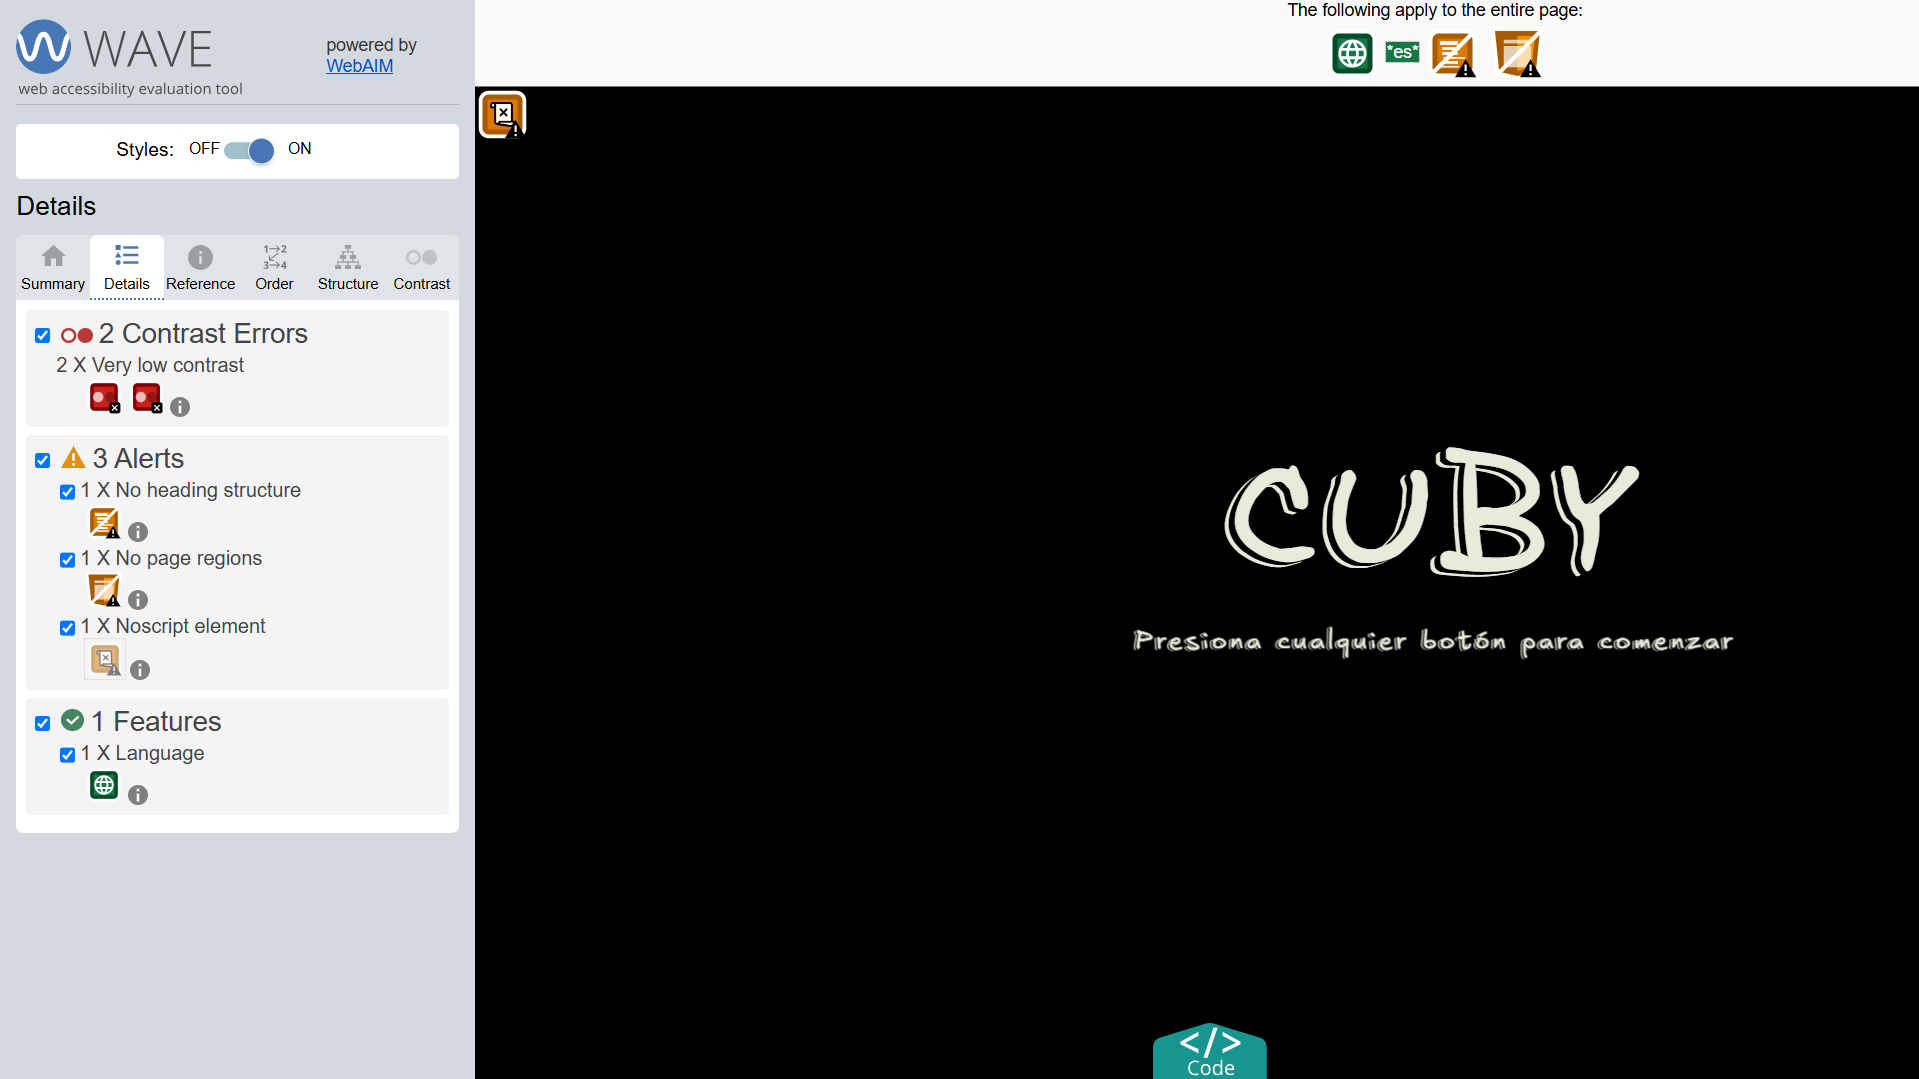 WAVE
web accessibility evaluation tool
powered by
WebAIM
Styles: OFF ON
Details
Summary Details Reference Order Structure Contrast
2 Contrast Errors
2 X Very low contrast
3 Alerts
1 X No heading structure
1 X No page regions
1 X Noscript element
1 Features
1 X Language
The following apply to the entire page:
*es*
CUBY
Presiona cualquier botón para comenzar
</>
Code